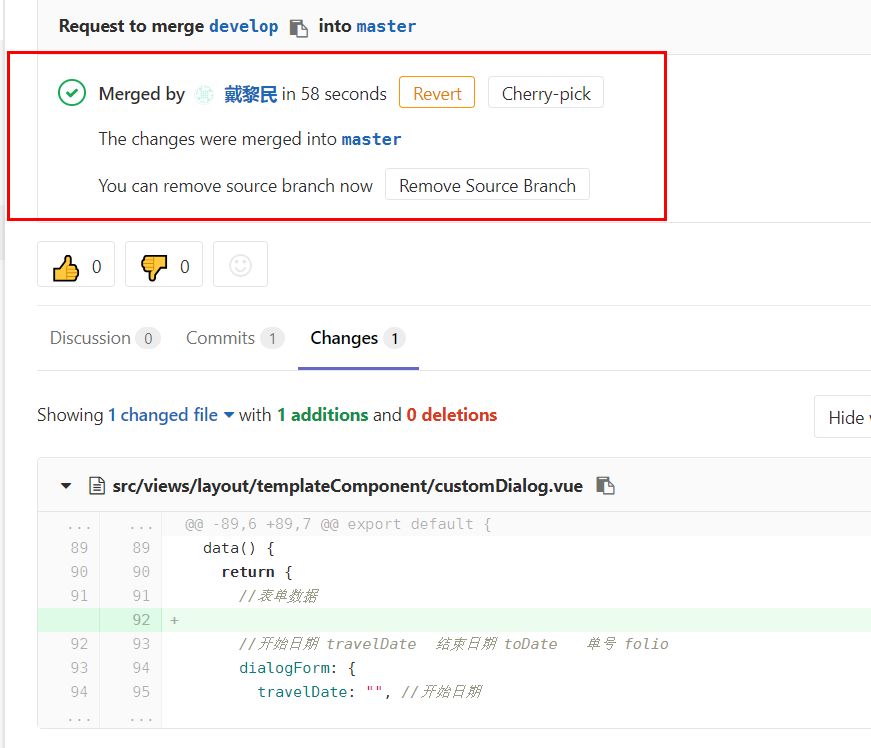 Request to merge develop into master
Merged by 戴黎民 in 58 seconds Revert Cherry-pick
The changes were merged into master
You can remove source branch now Remove Source Branch
0 0
Discussion 0 Commits 1 Changes 1
Showing 1 changed file with 1 additions and 0 deletions
Hide
src/views/layout/templateComponent/customDialog.vue
... ... @@ -89,6 +89,7 @@ export default {
89 89 data() {
90 90 return {
91 91 //表单数据
92 +
92 93 //开始日期 travelDate 结束日期 toDate 单号 folio
93 94 dialogForm: {
94 95 travelDate: "", //开始日期
... ...